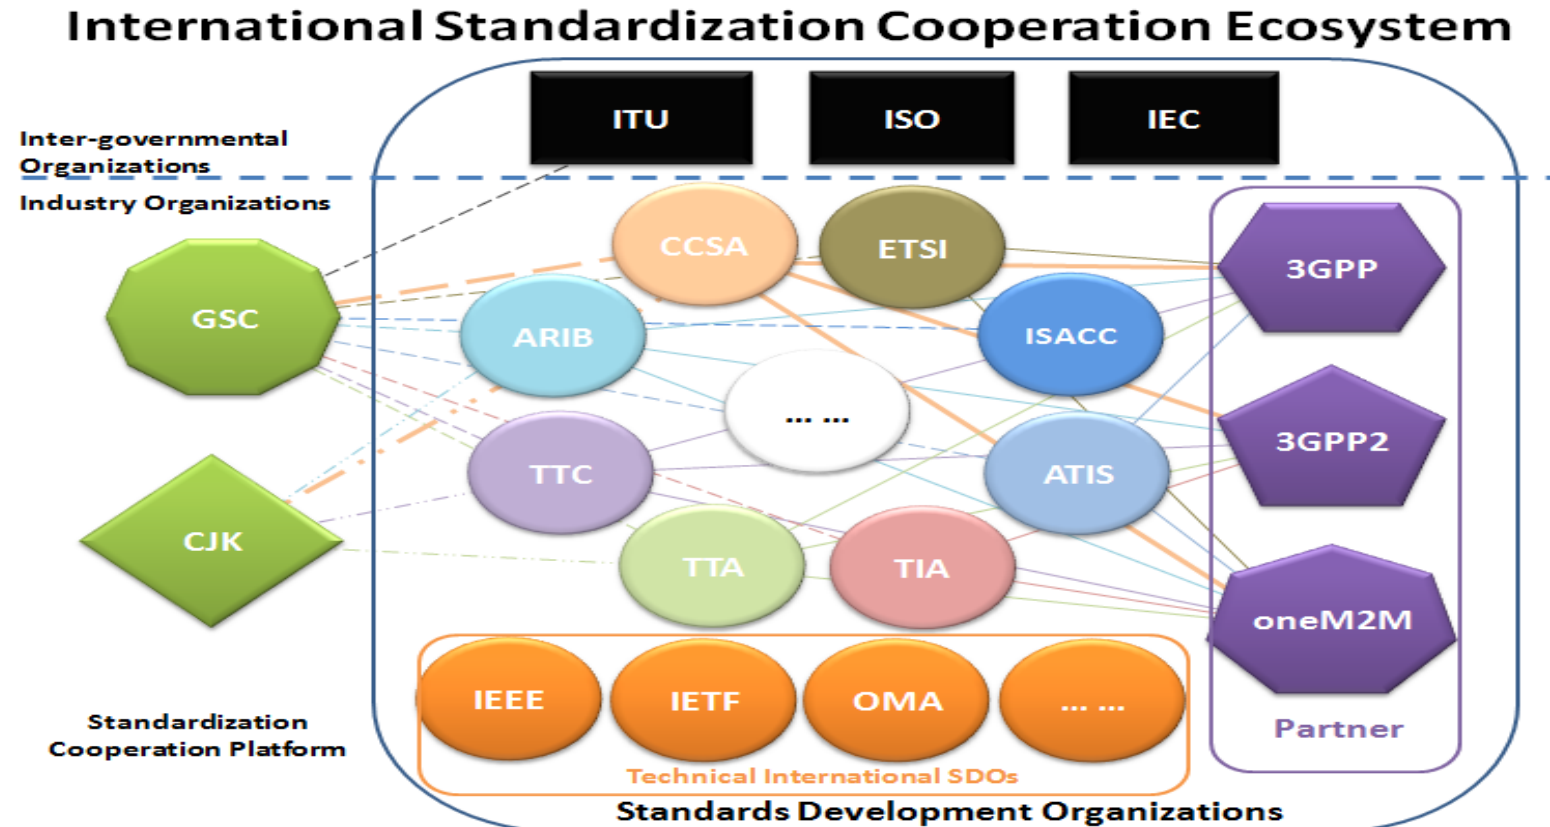 International Standardization Cooperation Ecosystem
ITU
ISO
IEC
Inter-governmental
Organizations
Industry Organizations
CCSA
ETSI
3GPP
GSC
ARIB
ISACC
... ...
3GPP2
TTC
ATIS
CJK
TTA
TIA
oneM2M
IEEE
IETF
OMA
... ...
Partner
Standardization
Cooperation Platform
Technical International SDOs
Standards Development Organizations